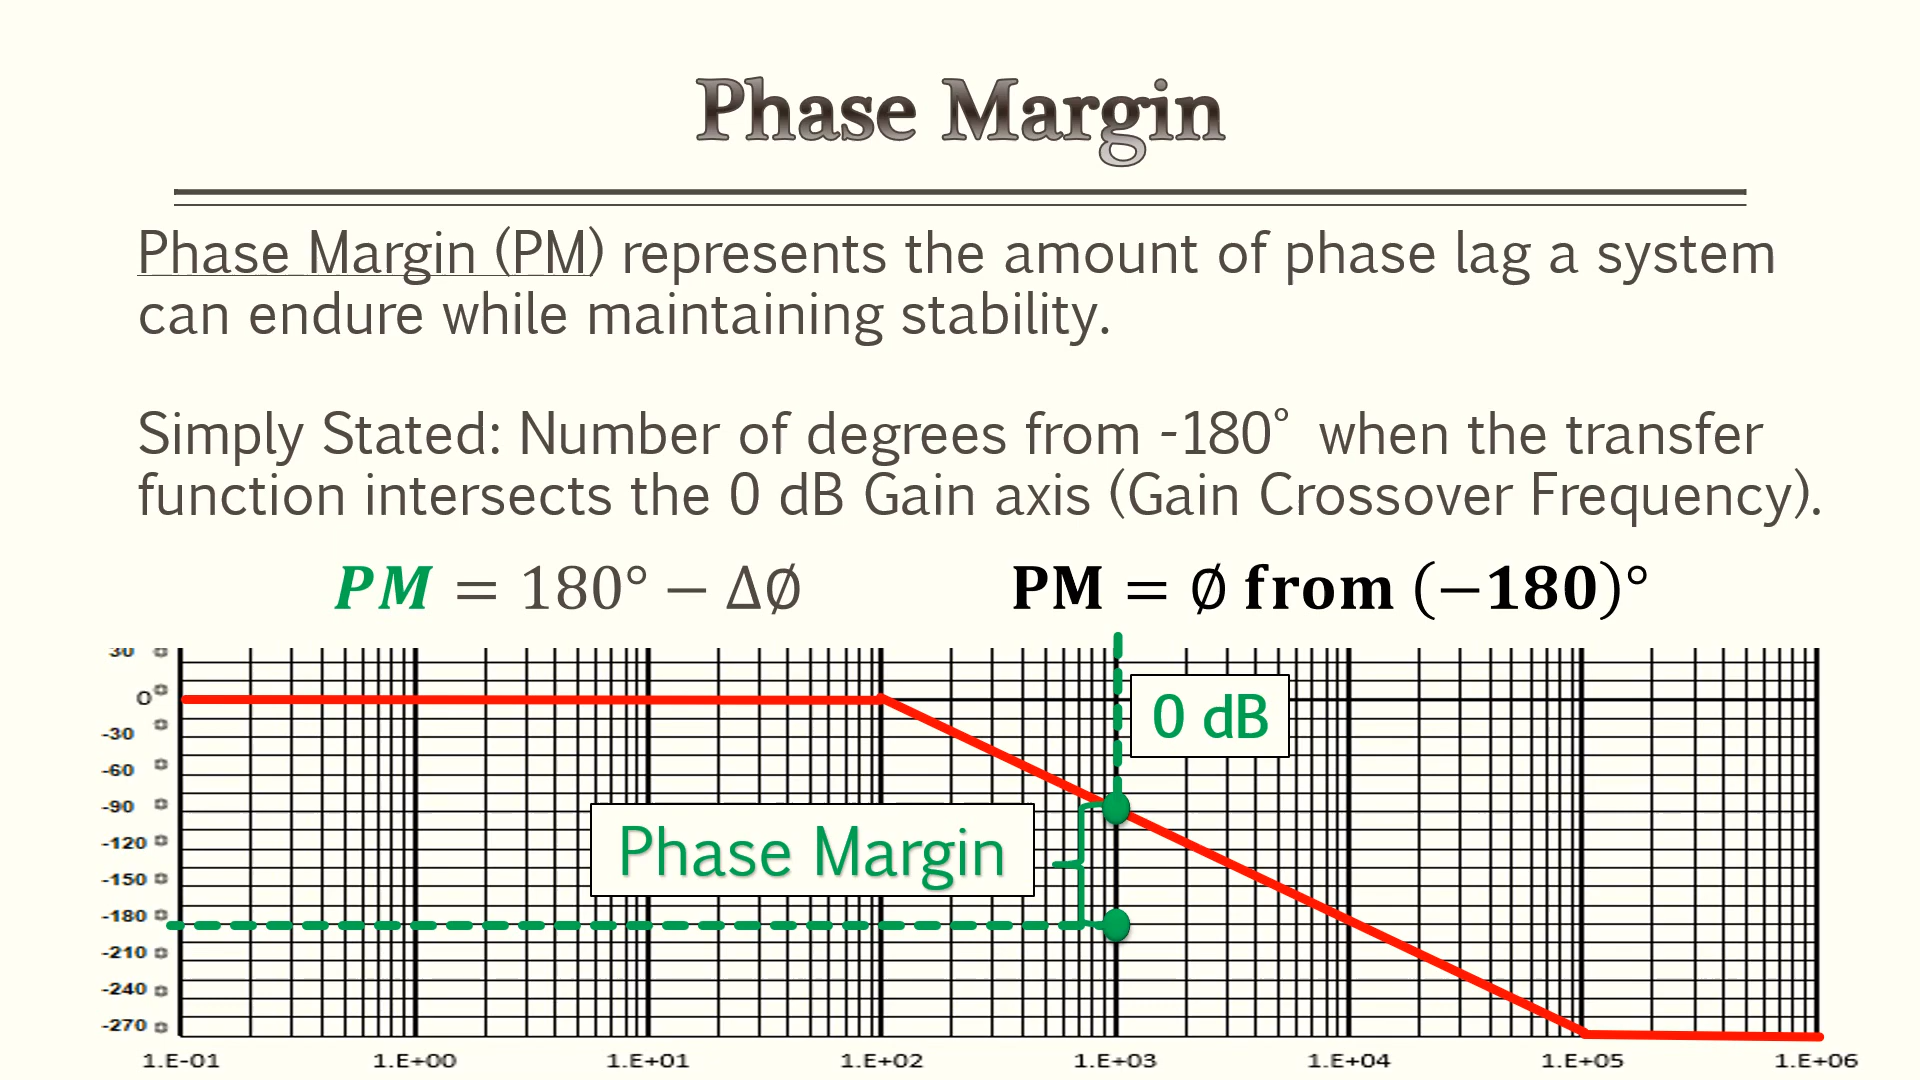 Phase Margin
Phase Margin (PM) represents the amount of phase lag a system
can endure while maintaining stability.
Simply Stated: Number of degrees from -180° when the transfer
function intersects the 0 dB Gain axis (Gain Crossover Frequency).
PM = 180° − Δ∅
PM = ∅ from (−180)°
30
0
0 dB
-30
-60
-90
-120
Phase Margin
-150
-180
-210
-240
-270
1.E-01 1.E+00 1.E+01 1.E+02 1.E+03 1.E+04 1.E+05 1.E+06